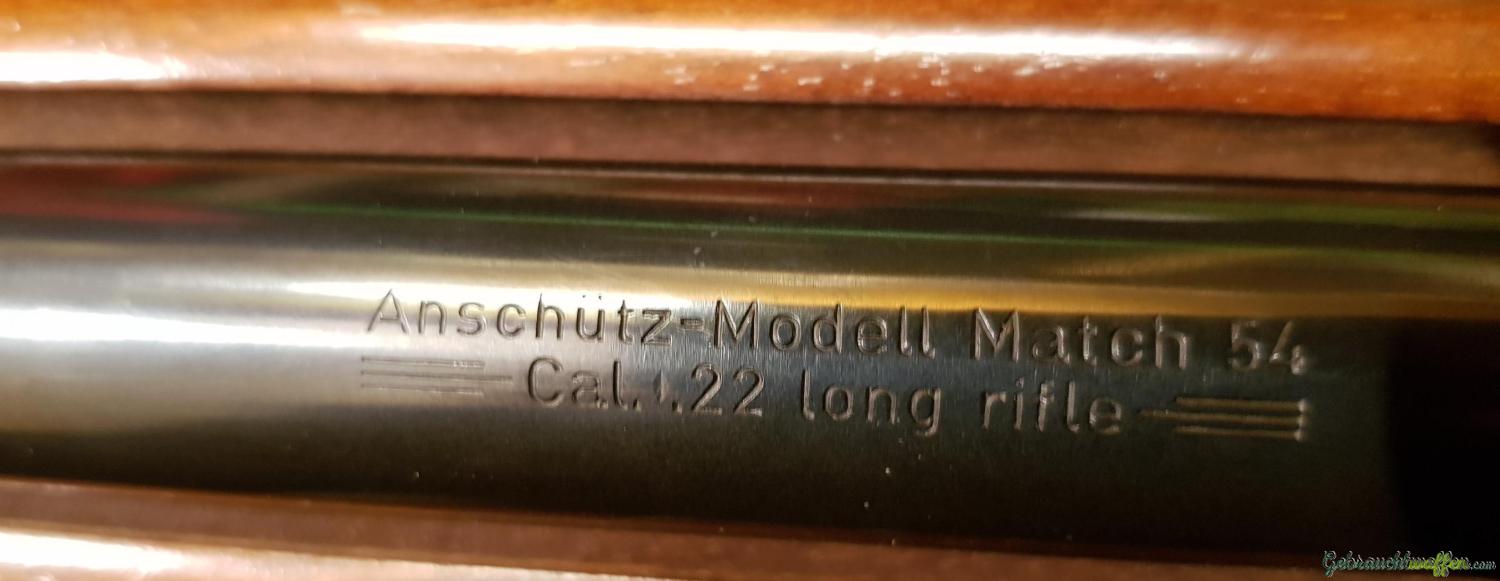 Anschütz-Modell Match 54
Cal. .22 long rifle
Gebrauchtwaffen.com